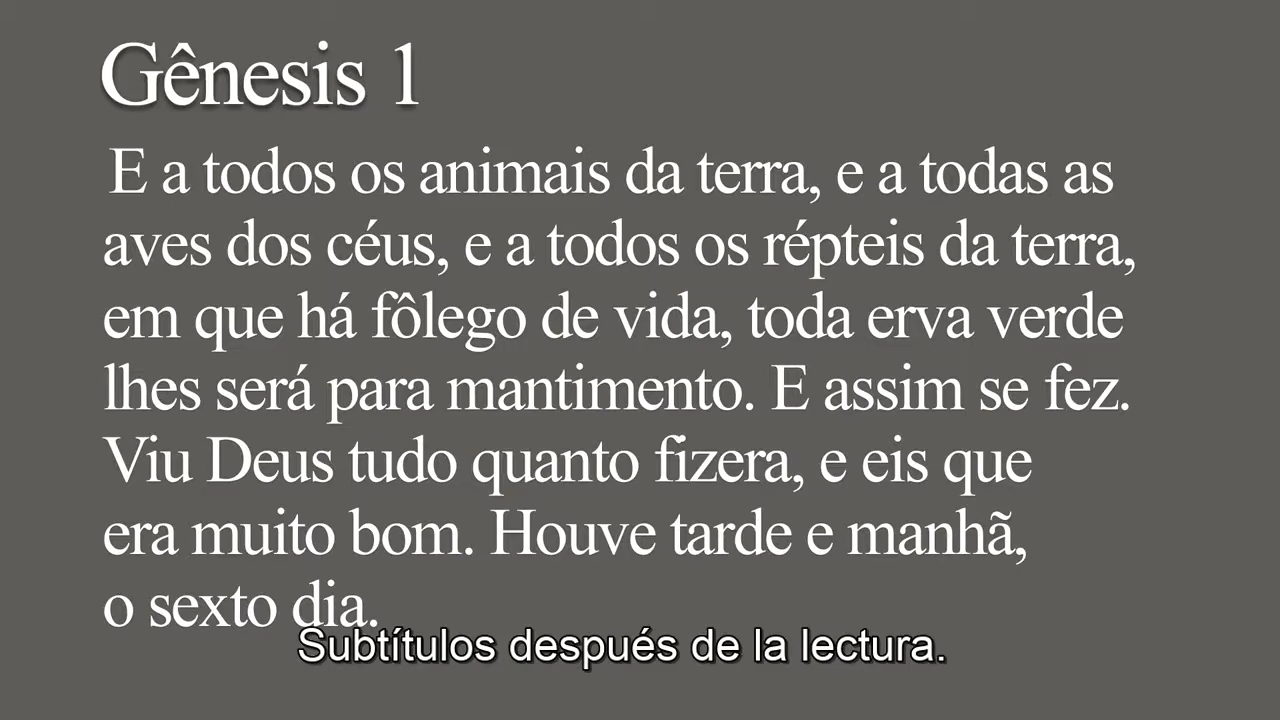 Gênesis 1
E a todos os animais da terra, e a todas as
aves dos céus, e a todos os répteis da terra,
em que há fôlego de vida, toda erva verde
lhes será para mantimento. E assim se fez.
Viu Deus tudo quanto fizera, e eis que
era muito bom. Houve tarde e manhã,
o sexto dia.
Subtítulos después de la lectura.